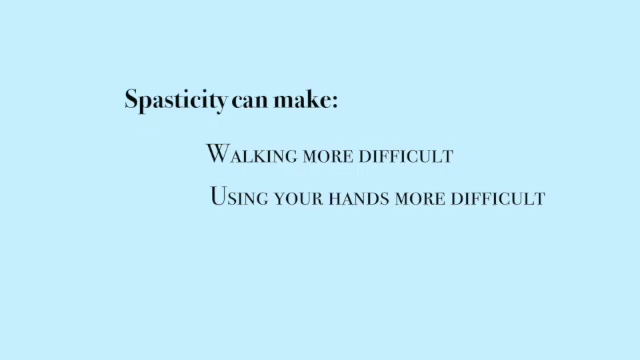 Spasticity can make:
Walking more difficult
Using your hands more difficult